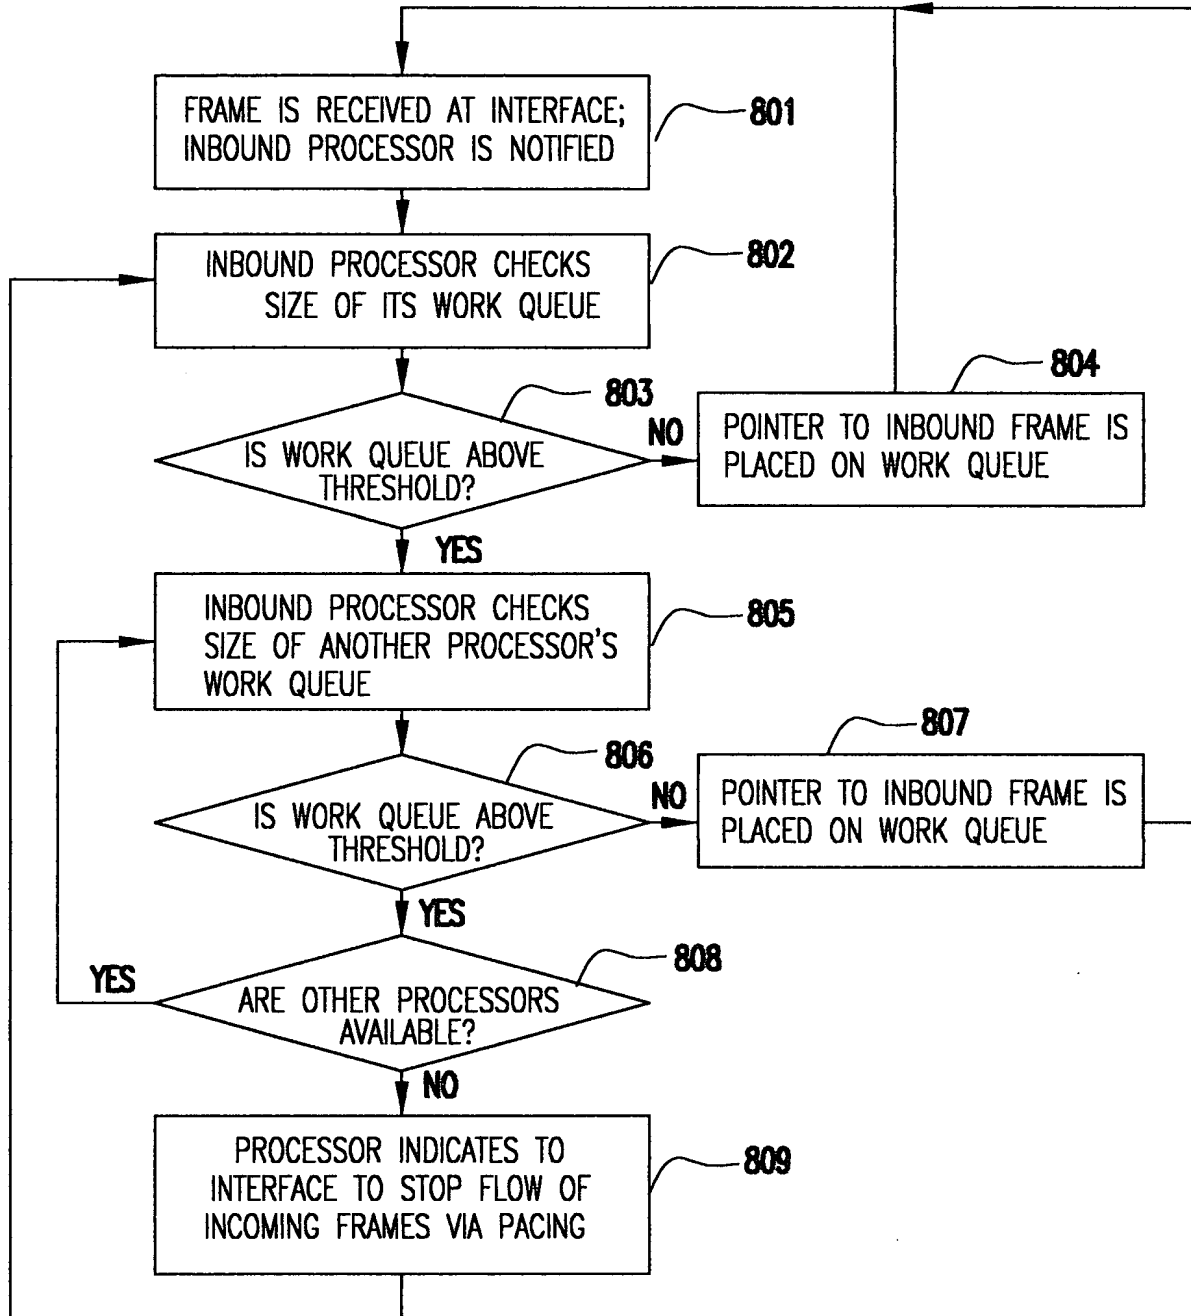 FRAME IS RECEIVED AT INTERFACE;
INBOUND PROCESSOR IS NOTIFIED
801
INBOUND PROCESSOR CHECKS
SIZE OF ITS WORK QUEUE
802
803
IS WORK QUEUE ABOVE
THRESHOLD?
NO
804
POINTER TO INBOUND FRAME IS
PLACED ON WORK QUEUE
YES
INBOUND PROCESSOR CHECKS
SIZE OF ANOTHER PROCESSOR'S
WORK QUEUE
805
806
IS WORK QUEUE ABOVE
THRESHOLD?
NO
807
POINTER TO INBOUND FRAME IS
PLACED ON WORK QUEUE
YES
808
ARE OTHER PROCESSORS
AVAILABLE?
YES
NO
PROCESSOR INDICATES TO
INTERFACE TO STOP FLOW OF
INCOMING FRAMES VIA PACING
809